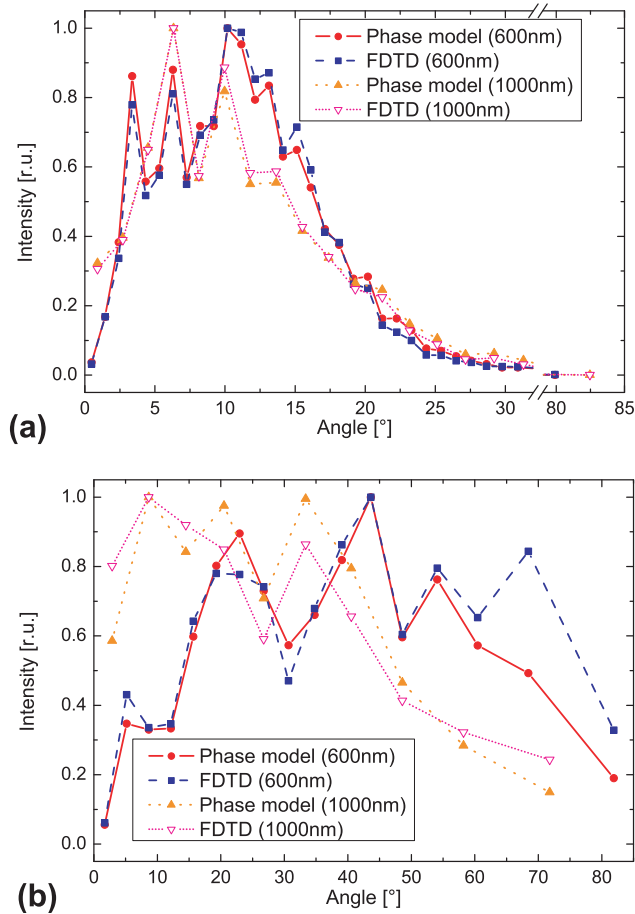 1.0
0.8
0.6
0.4
0.2
0.0
Intensity [r.u.]
Phase model (600nm)
FDTD (600nm)
Phase model (1000nm)
FDTD (1000nm)
0 5 10 15 20 25 30 80 85
Angle [°]
(a)
1.0
0.8
0.6
0.4
0.2
0.0
Intensity [r.u.]
Phase model (600nm)
FDTD (600nm)
Phase model (1000nm)
FDTD (1000nm)
0 10 20 30 40 50 60 70 80
Angle [°]
(b)